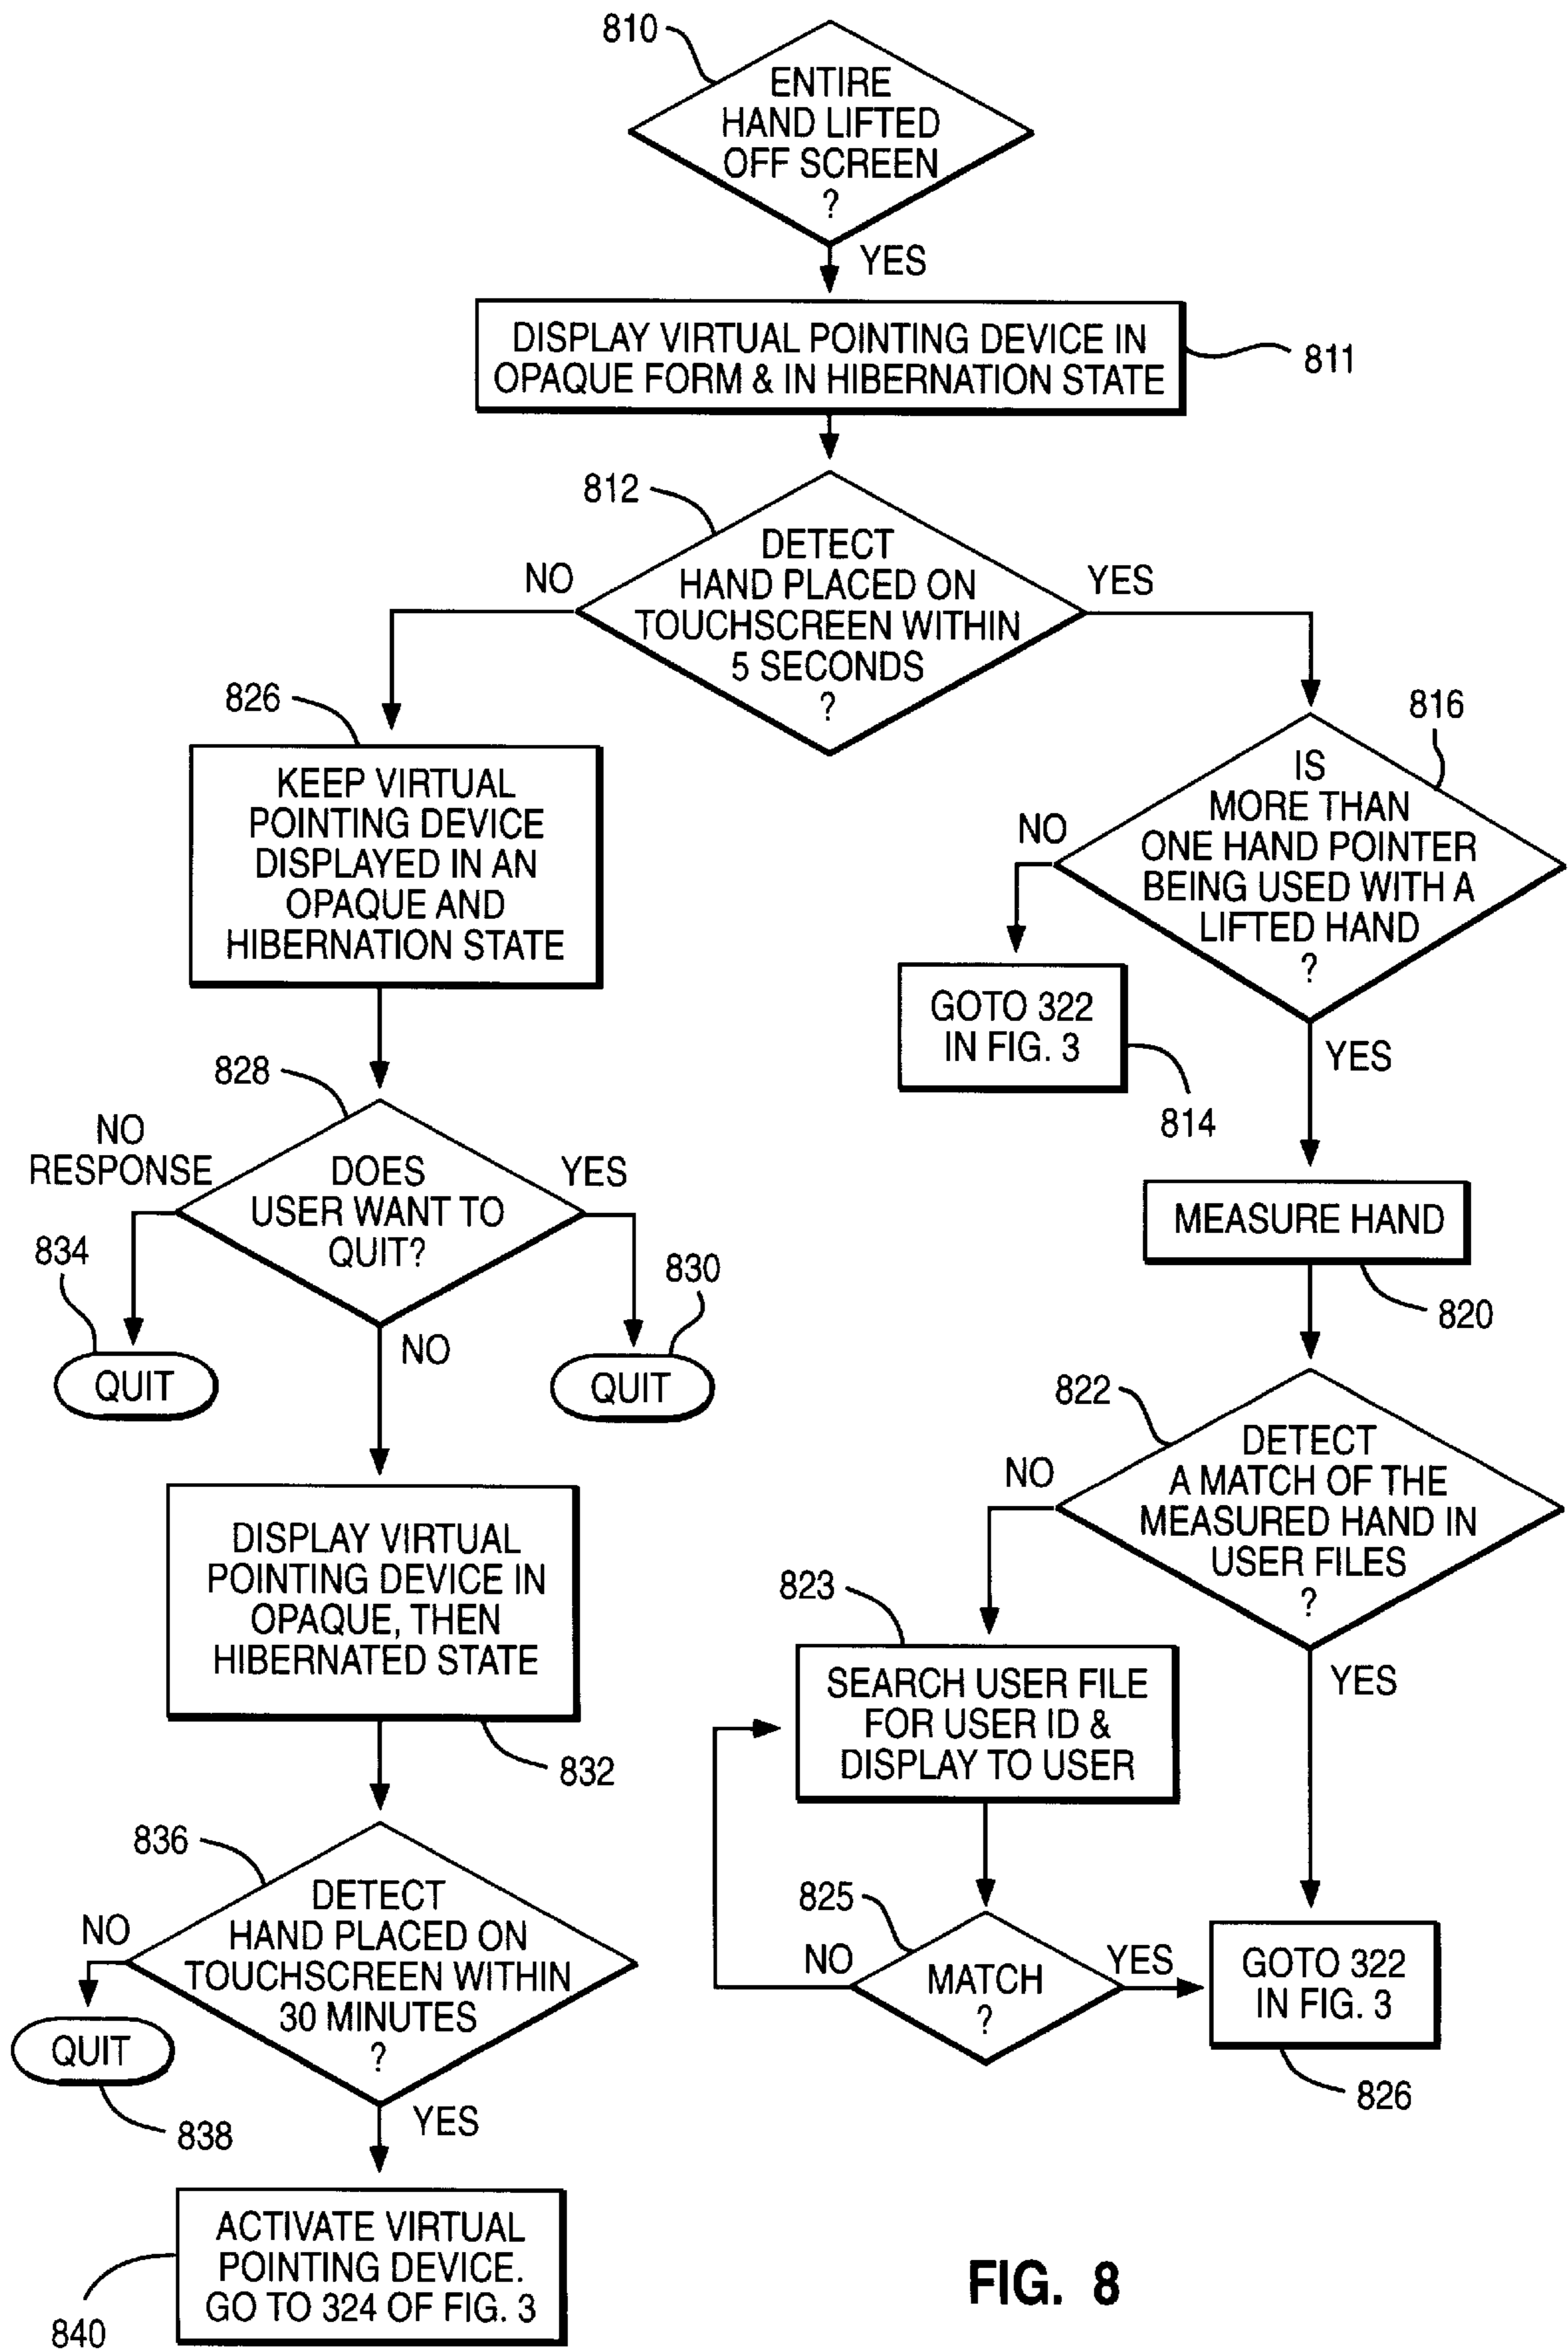 810
ENTIRE
HAND LIFTED
OFF SCREEN
?
YES
DISPLAY VIRTUAL POINTING DEVICE IN
OPAQUE FORM & IN HIBERNATION STATE
811
812
DETECT
HAND PLACED ON
TOUCHSCREEN WITHIN
5 SECONDS
?
NO
YES
826
KEEP VIRTUAL
POINTING DEVICE
DISPLAYED IN AN
OPAQUE AND
HIBERNATION STATE
816
IS
MORE THAN
ONE HAND POINTER
BEING USED WITH A
LIFTED HAND
?
NO
YES
GOTO 322
IN FIG. 3
814
828
DOES
USER WANT TO
QUIT?
NO
RESPONSE
YES
NO
834
QUIT
830
QUIT
MEASURE HAND
820
822
DETECT
A MATCH OF THE
MEASURED HAND IN
USER FILES
?
NO
YES
DISPLAY VIRTUAL
POINTING DEVICE IN
OPAQUE, THEN
HIBERNATED STATE
832
823
SEARCH USER FILE
FOR USER ID &
DISPLAY TO USER
825
MATCH
?
NO
YES
GOTO 322
IN FIG. 3
826
836
DETECT
HAND PLACED ON
TOUCHSCREEN WITHIN
30 MINUTES
?
NO
QUIT
838
YES
ACTIVATE VIRTUAL
POINTING DEVICE.
GO TO 324 OF FIG. 3
840
FIG. 8